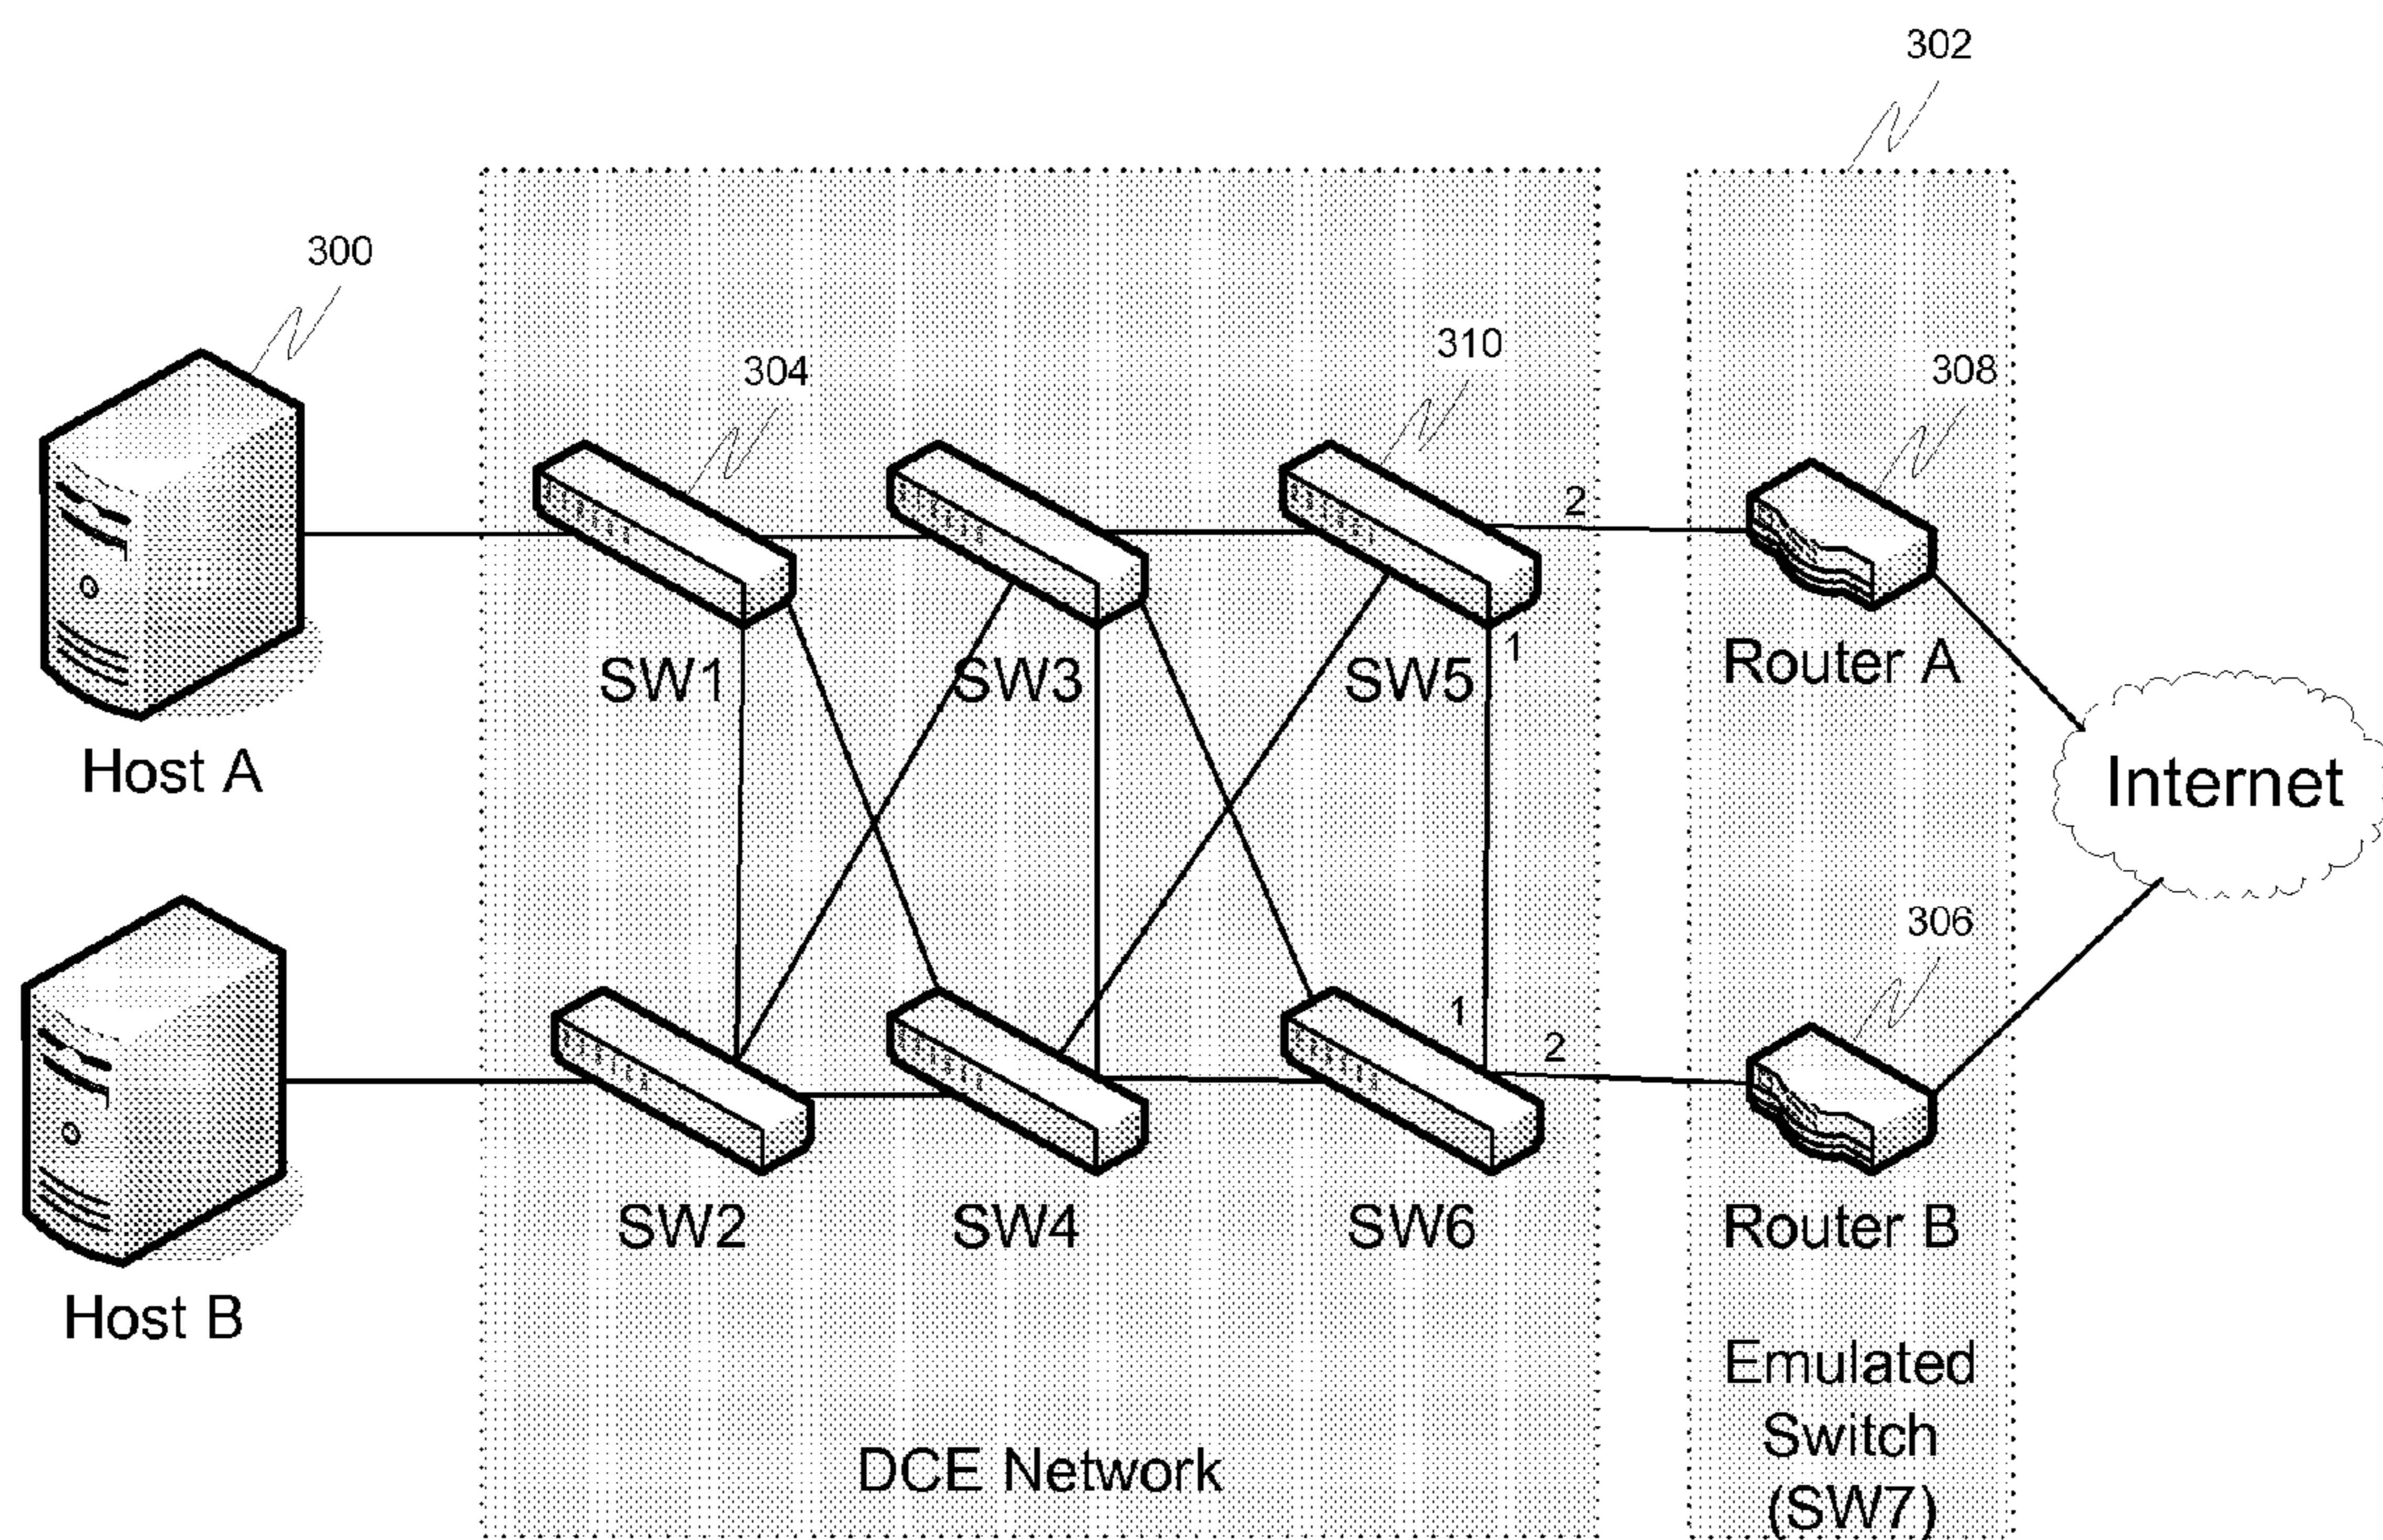 302
300
310
304
308
2
1
SW1
SW3
SW5
Router A
Host A
Internet
306
1
2
SW2
SW4
SW6
Router B
Host B
Emulated
Switch
(SW7)
DCE Network